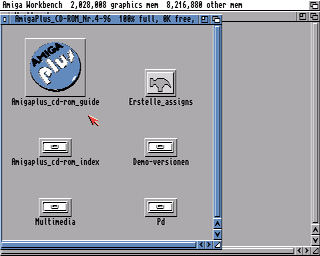 Amiga Workbench 2,028,008 graphics mem 8,216,880 other mem
AmigaPlus_CD-ROM_Nr.4-96 100% full, 0K free,
AMIGA
plus
Amigaplus_cd-rom_guide Erstelle_assigns
Amigaplus_cd-rom_index Demo-versionen
Multimedia Pd